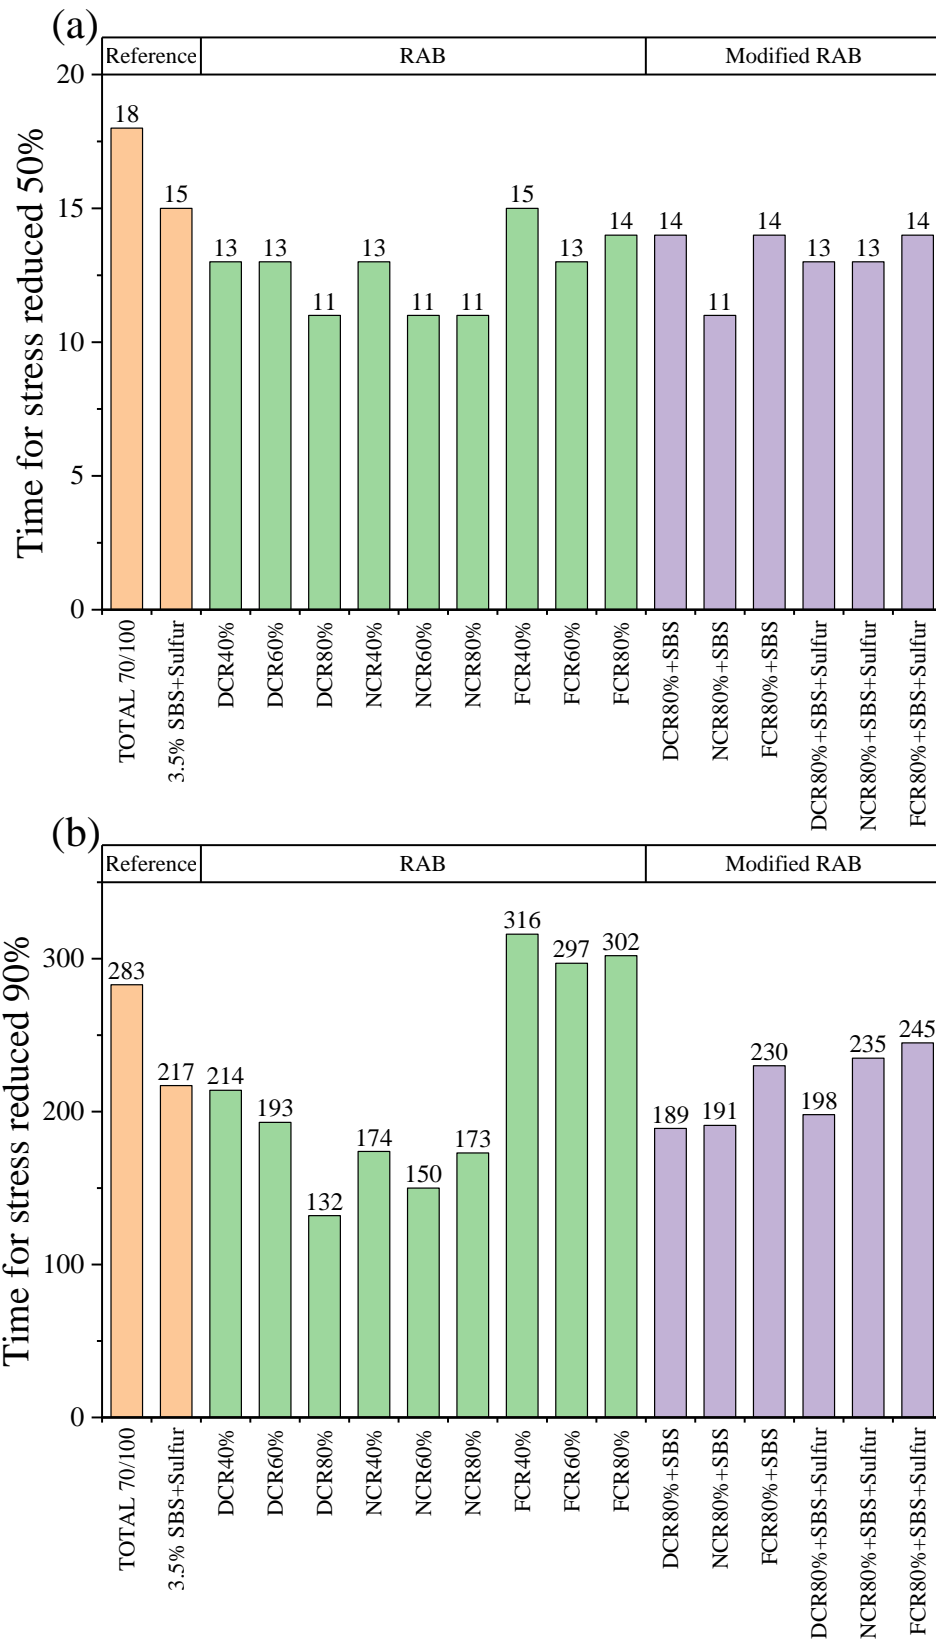 (a)
Reference RAB Modified RAB
Time for stress reduced 50%
20
15
10
5
0
18
15
13
13
11
13
11
11
15
13
14
14
11
14
13
13
14
TOTAL 70/100
3.5% SBS+Sulfur
DCR40%
DCR60%
DCR80%
NCR40%
NCR60%
NCR80%
FCR40%
FCR60%
FCR80%
DCR80%+SBS
NCR80%+SBS
FCR80%+SBS
DCR80%+SBS+Sulfur
NCR80%+SBS+Sulfur
FCR80%+SBS+Sulfur
(b)
Reference RAB Modified RAB
Time for stress reduced 90%
300
200
100
0
283
217
214
193
132
174
150
173
316
297
302
189
191
230
198
235
245
TOTAL 70/100
3.5% SBS+Sulfur
DCR40%
DCR60%
DCR80%
NCR40%
NCR60%
NCR80%
FCR40%
FCR60%
FCR80%
DCR80%+SBS
NCR80%+SBS
FCR80%+SBS
DCR80%+SBS+Sulfur
NCR80%+SBS+Sulfur
FCR80%+SBS+Sulfur